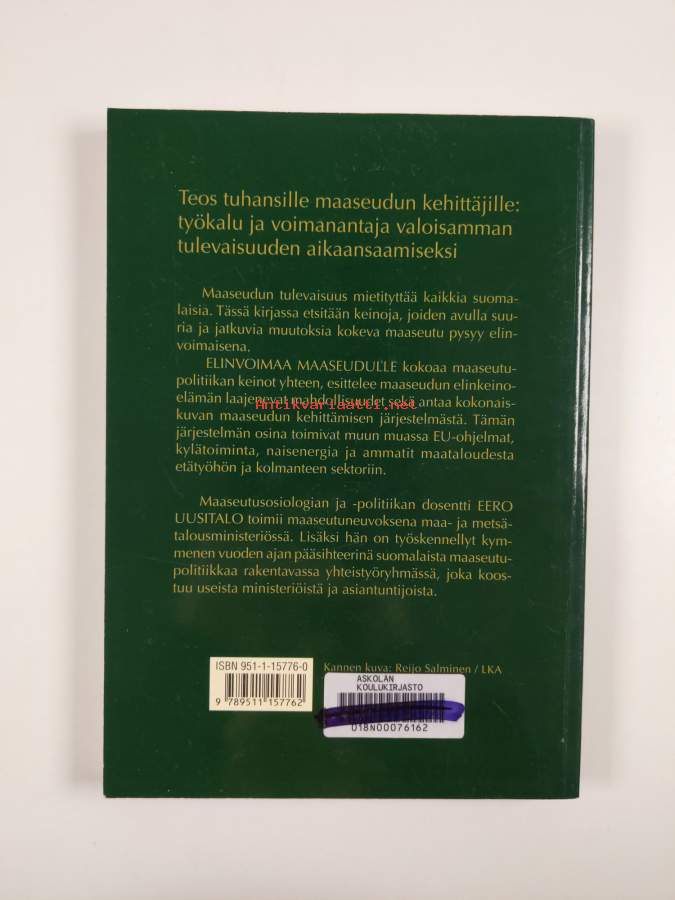 Teos tuhansille maaseudun kehittäjille:
työkalu ja voimanantaja valoisamman
tulevaisuuden aikaansaamiseksi
Maaseudun tulevaisuus mietityttää kaikkia suoma-
laisia. Tässä kirjassa etsitään keinoja, joiden avulla suu-
ria ja jatkuvia muutoksia kokeva maaseutu pysyy elin-
voimaisena.
ELINVOIMAA MAASEUDULLE kokoaa maaseutu-
politiikan keinot yhteen, esittelee maaseudun elinkeino-
elämän laajenevat mahdollisuudet sekä antaa kokonais-
Antikvariaatti.net
kuvan maaseudun kehittämisen järjestelmästä. Tämän
järjestelmän osina toimivat muun muassa EU-ohjelmat,
kylätoiminta, naisenergia ja ammatit maataloudesta
etätyöhön ja kolmanteen sektoriin.
Maaseutusosiologian ja -politiikan dosentti EERO
UUSITALO toimii maaseutuneuvoksena maa- ja metsä-
talousministeriössä. Lisäksi hän on työskennellyt kym-
menen vuoden ajan pääsihteerinä suomalaista maaseutu-
politiikkaa rakentavassa yhteistyöryhmässä, joka koos-
tuu useista ministeriöistä ja asiantuntijoista.
ISBN 951-1-15776-0
9 789511 157762
Kannen kuva: Reijo Salminen / LKA
ASKOLAN
KOULUKIRJASTO
018N00076162